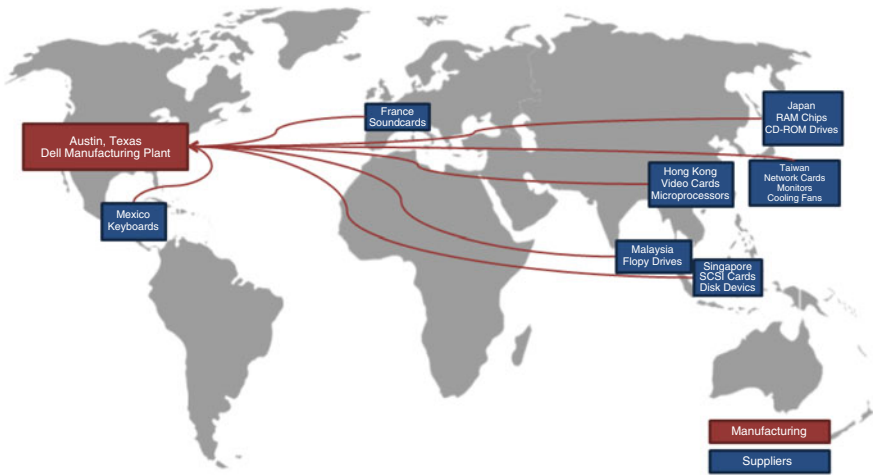 France
Soundcards
Japan
RAM Chips
CD-ROM Drives
Austin, Texas
Dell Manufacturing Plant
Hong Kong
Video Cards
Microprocessors
Taiwan
Network Cards
Monitors
Cooling Fans
Mexico
Keyboards
Malaysia
Flopy Drives
Singapore
SCSI Cards
Disk Devics
Manufacturing
Suppliers